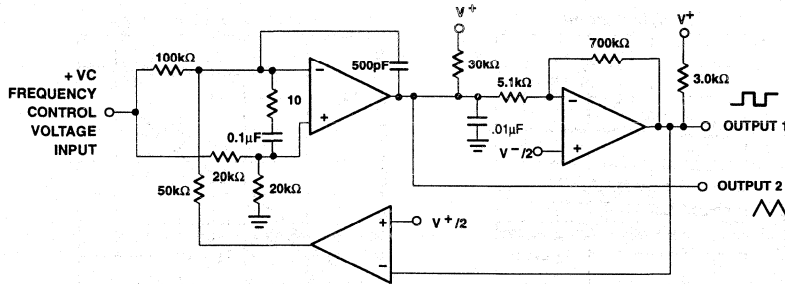 V+
V+
100kΩ
500pF
30kΩ
700kΩ
3.0kΩ
+ VC
FREQUENCY
CONTROL
VOLTAGE
INPUT
10
5.1kΩ
0.1µF
.01µF
OUTPUT 1
V−/2
20kΩ
50kΩ
20kΩ
OUTPUT 2
V+/2
−
+
−
+
+
−